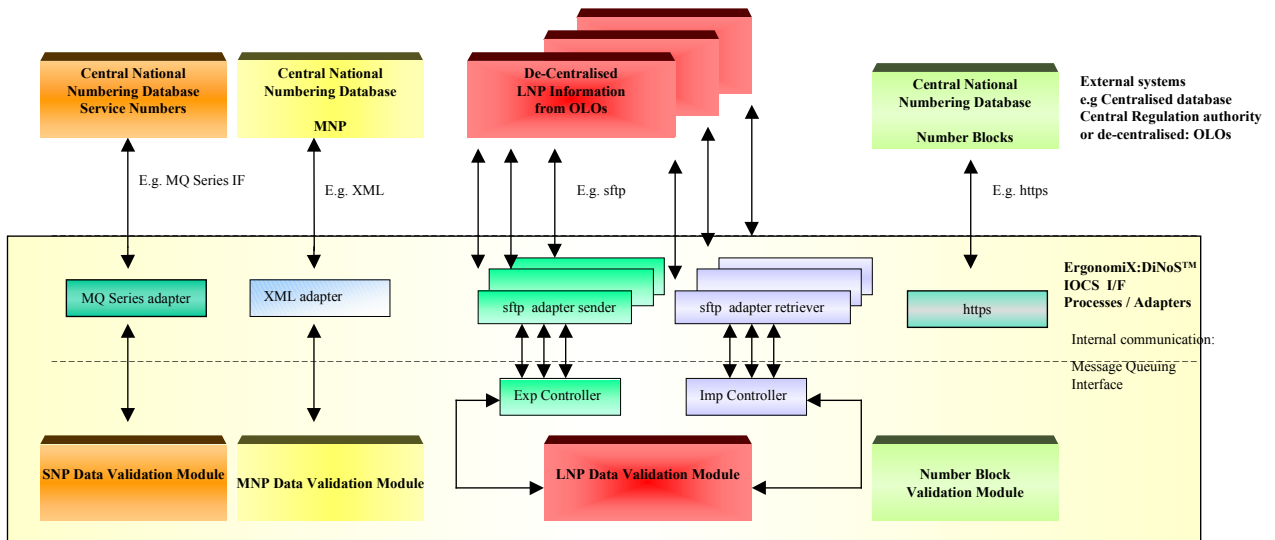 Central National
Numbering Database
Service Numbers
Central National
Numbering Database
MNP
De-Centralised
LNP Information
from OLOs
Central National
Numbering Database
Number Blocks
External systems
e.g Centralised database
Central Regulation authority
or de-centralised: OLOs
E.g. MQ Series IF
E.g. XML
E.g. sftp
E.g. https
MQ Series adapter
XML adapter
sftp adapter sender
sftp adapter retriever
https
ErgonomiX:DiNoS™
IOCS I/F
Processes / Adapters
Internal communication:
Message Queuing
Interface
Exp Controller
Imp Controller
SNP Data Validation Module
MNP Data Validation Module
LNP Data Validation Module
Number Block
Validation Module